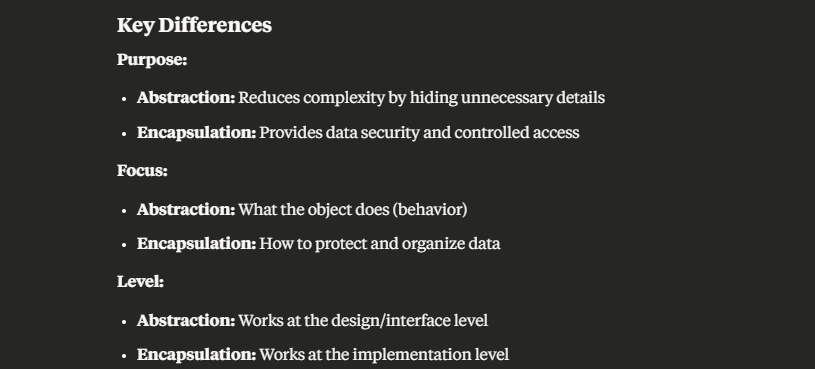 Key Differences
Purpose:
• Abstraction: Reduces complexity by hiding unnecessary details
• Encapsulation: Provides data security and controlled access
Focus:
• Abstraction: What the object does (behavior)
• Encapsulation: How to protect and organize data
Level:
• Abstraction: Works at the design/interface level
• Encapsulation: Works at the implementation level